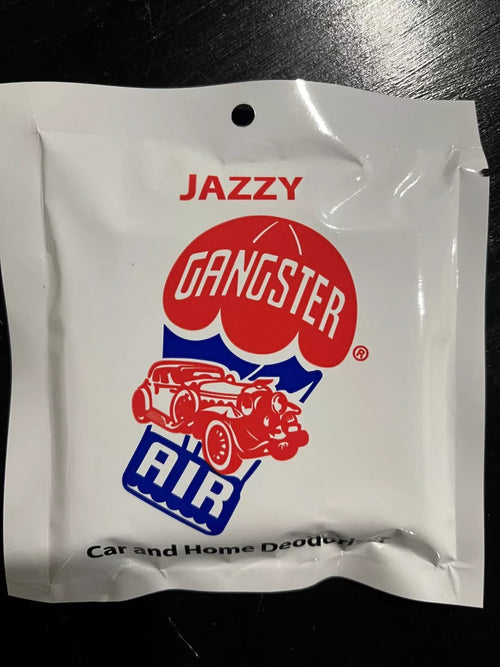 JAZZY
GANGSTER
®
AIR
Car and Home Deodorizer